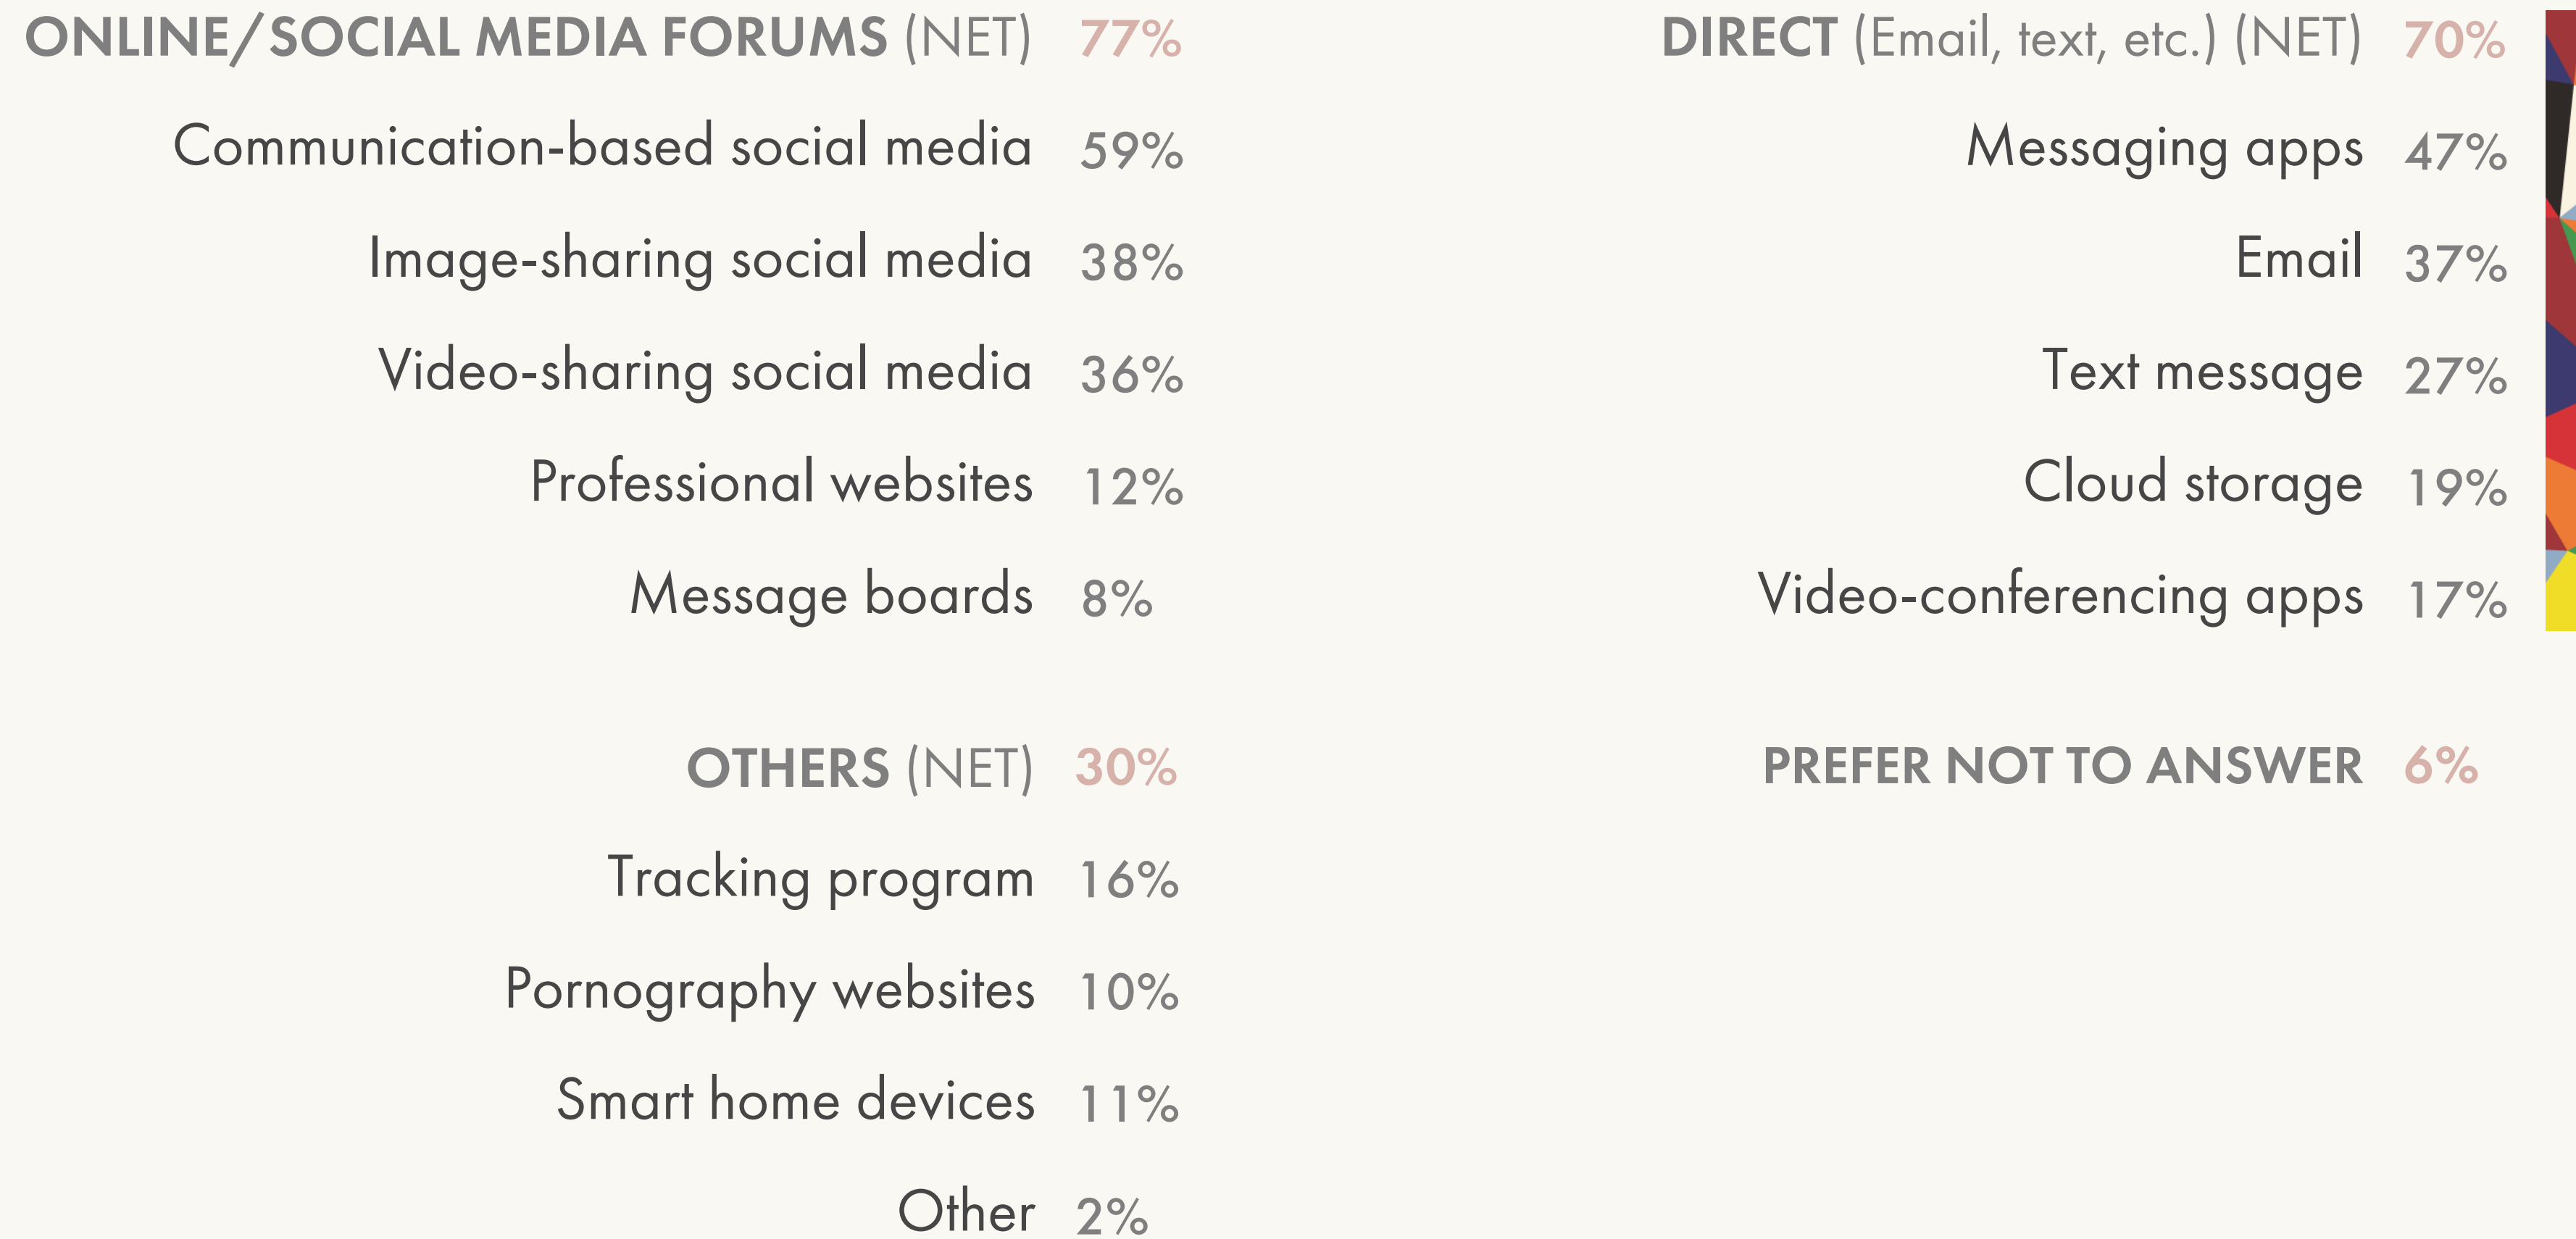 ONLINE/SOCIAL MEDIA FORUMS (NET) 77%
Communication-based social media 59%
Image-sharing social media 38%
Video-sharing social media 36%
Professional websites 12%
Message boards 8%
OTHERS (NET) 30%
Tracking program 16%
Pornography websites 10%
Smart home devices 11%
Other 2%
DIRECT (Email, text, etc.) (NET) 70%
Messaging apps 47%
Email 37%
Text message 27%
Cloud storage 19%
Video-conferencing apps 17%
PREFER NOT TO ANSWER 6%